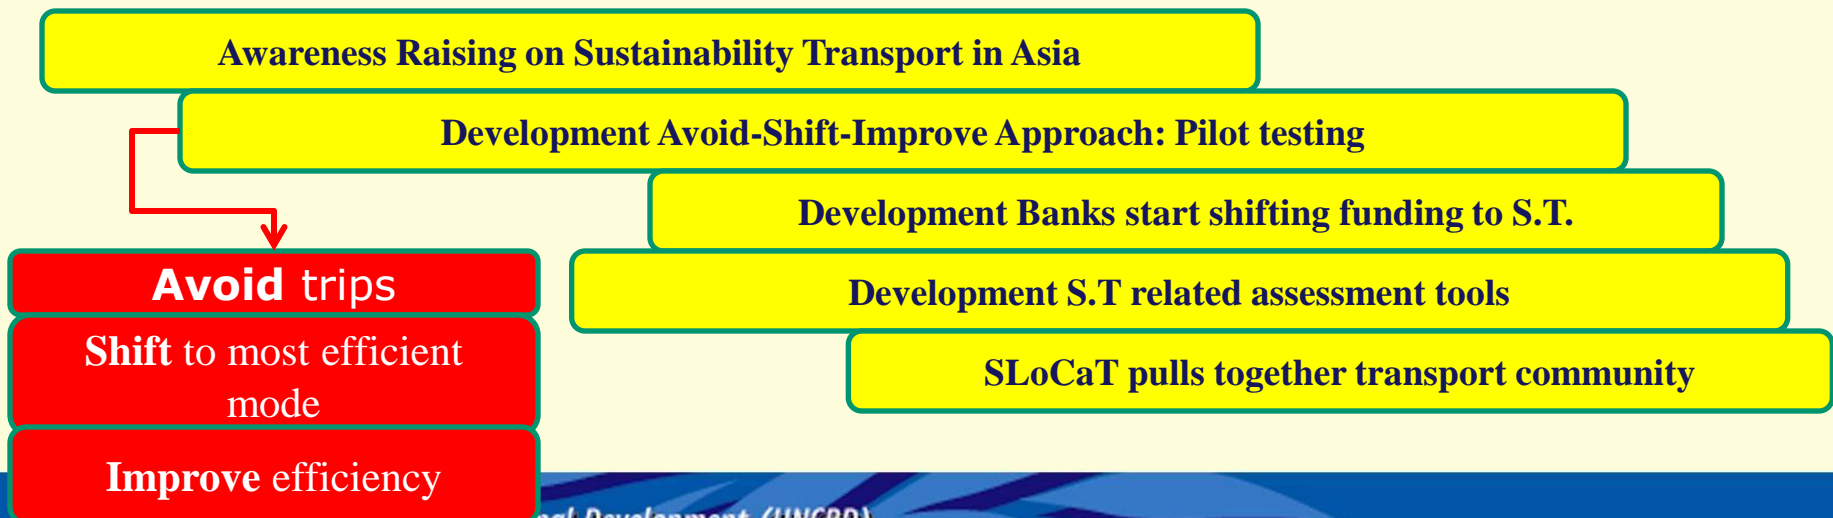 Awareness Raising on Sustainability Transport in Asia
Development Avoid-Shift-Improve Approach: Pilot testing
Development Banks start shifting funding to S.T.
Development S.T related assessment tools
SLoCaT pulls together transport community
Avoid trips
Shift to most efficient
mode
Improve efficiency
Development (UNCRD)